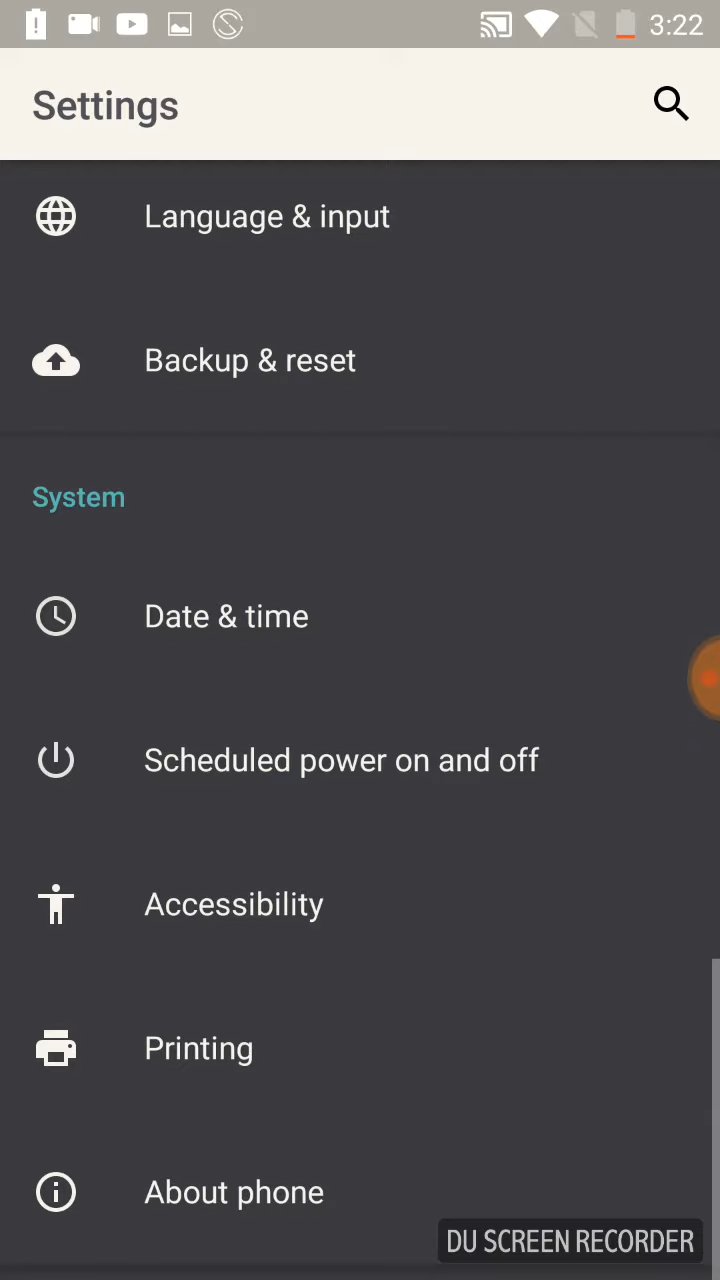 3:22
Settings
Language & input
Backup & reset
System
Date & time
Scheduled power on and off
Accessibility
Printing
About phone
DU SCREEN RECORDER